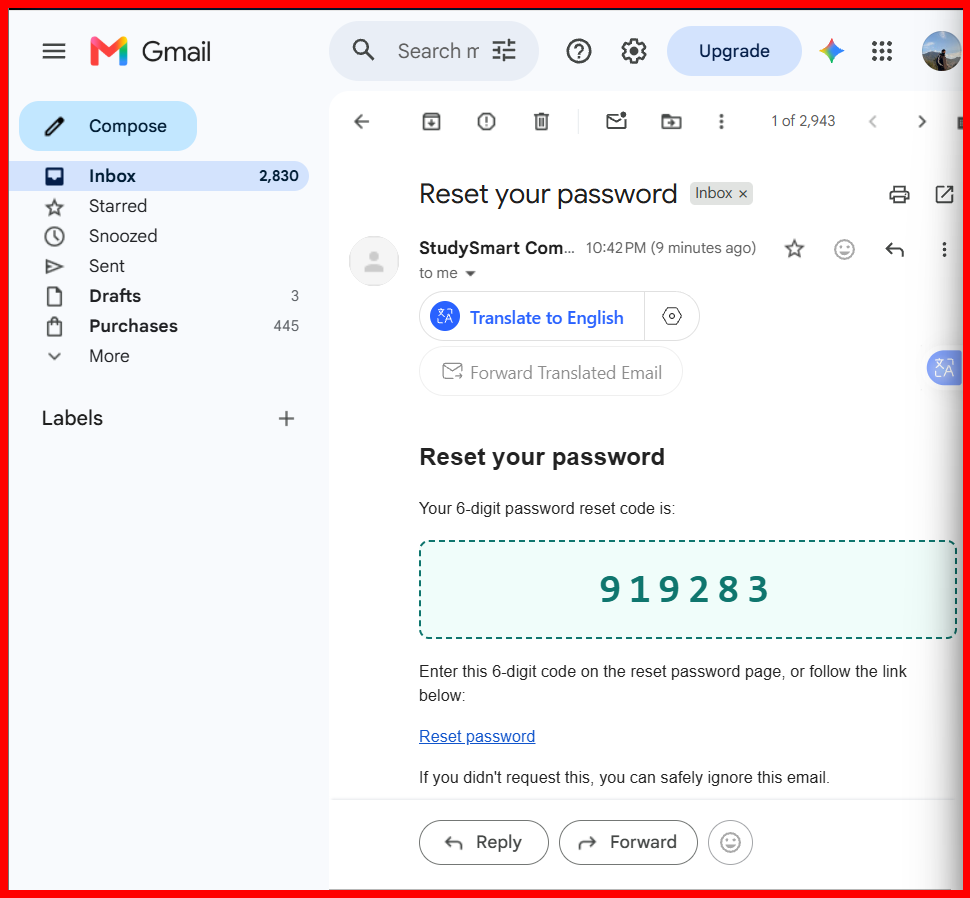 Gmail
Search m
Upgrade
Compose
1 of 2,943
Inbox 2,830
Starred
Snoozed
Sent
Drafts 3
Purchases 445
More
Labels
Reset your password Inbox ×
StudySmart Com... 10:42 PM (9 minutes ago)
to me
Translate to English
Forward Translated Email
Reset your password
Your 6-digit password reset code is:
919283
Enter this 6-digit code on the reset password page, or follow the link
below:
Reset password
If you didn't request this, you can safely ignore this email.
Reply Forward